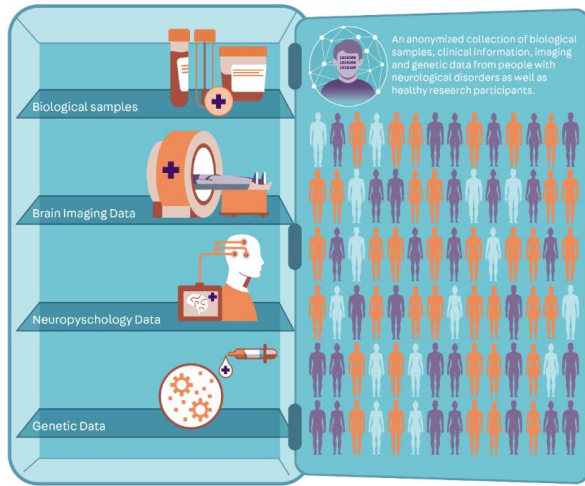 An anonymized collection of biological
samples, clinical information, imaging
and genetic data from people with
neurological disorders as well as
healthy research participants.
Biological samples
Brain Imaging Data
Neuropyschology Data
Genetic Data